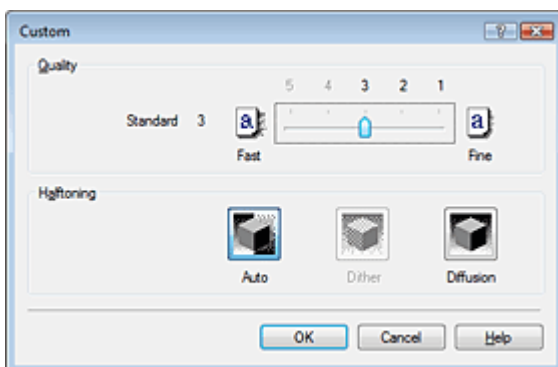 Custom
Quality
5 4 3 2 1
Standard 3
a a
Fast Fine
Halftoning
Auto Dither Diffusion
OK Cancel Help